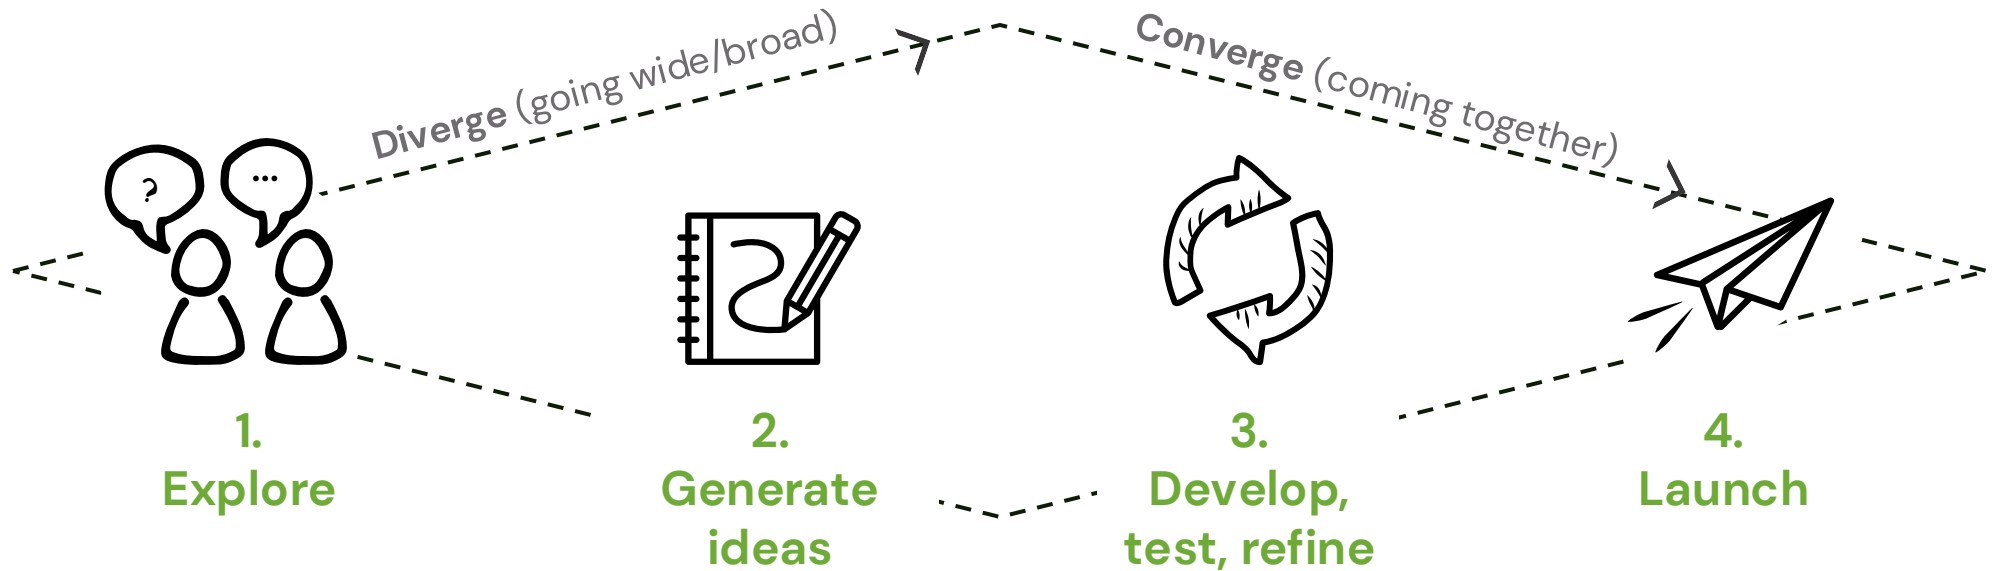 Diverge (going wide/broad)
Converge (coming together)
?
...
1.
Explore
2.
Generate
ideas
3.
Develop,
test, refine
4.
Launch